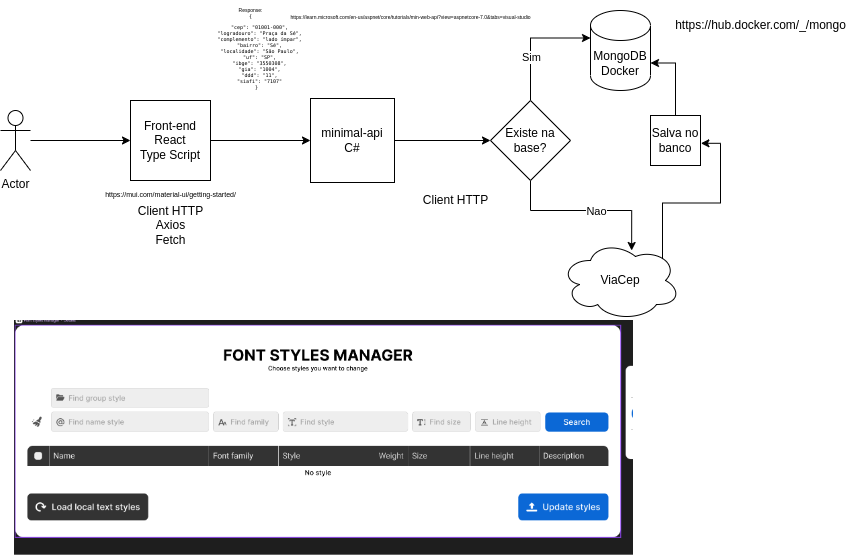 Response:
{
"cep": "01001-000",
"logradouro": "Praça da Sé",
"complemento": "lado ímpar",
"bairro": "Sé",
"localidade": "São Paulo",
"uf": "SP",
"ibge": "3550308",
"gia": "1004",
"ddd": "11",
"siafi": "7107"
}
https://learn.microsoft.com/en-us/aspnet/core/tutorials/min-web-api?view=aspnetcore-7.0&tabs=visual-studio
https://hub.docker.com/_/mongo
Sim
MongoDB
Docker
Actor
Front-end
React
Type Script
minimal-api
C#
Existe na
base?
Salva no
banco
https://mui.com/material-ui/getting-started/
Client HTTP
Axios
Fetch
Client HTTP
Nao
ViaCep
FONT STYLES MANAGER
Choose styles you want to change
Find group style
@ Find name style
Find family
Find style
Find size
Line height
Search
Name
Font family
Style
Weight
Size
Line height
Description
No style
Load local text styles
Update styles